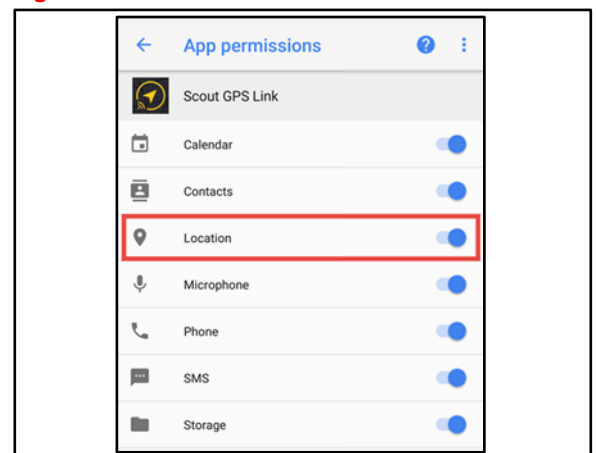 App permissions
Scout GPS Link
Calendar
Contacts
Location
Microphone
Phone
SMS
Storage